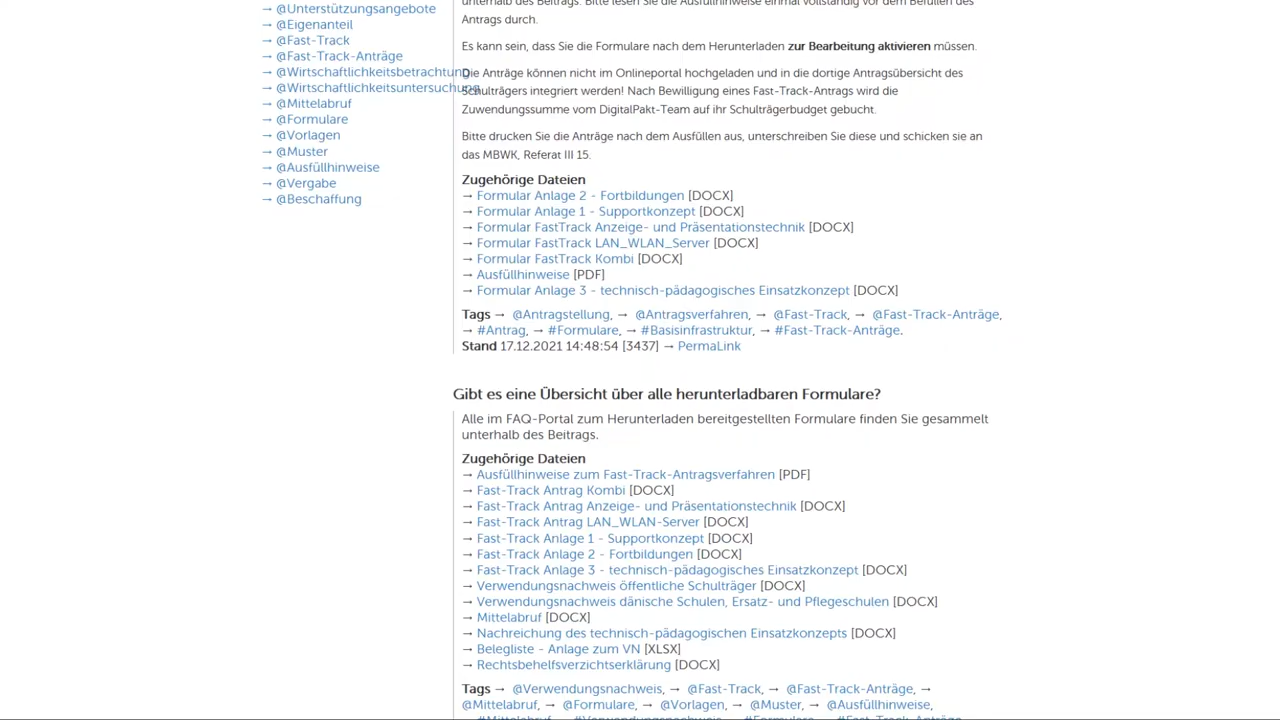 → @Unterstützungsangebote
→ @Eigenanteil
→ @Fast-Track
→ @Fast-Track-Anträge
→ @Wirtschaftlichkeitsbetrachtung
→ @Wirtschaftlichkeitsuntersuchung
→ @Mittelabruf
→ @Formulare
→ @Vorlagen
→ @Muster
→ @Ausfüllhinweise
→ @Vergabe
→ @Beschaffung
unterhalb des Beitrags. Bitte lesen Sie die Ausfüllhinweise einmal vollständig vor dem Befüllen des
Antrags durch.
Es kann sein, dass Sie die Formulare nach dem Herunterladen zur Bearbeitung aktivieren müssen.
Die Anträge können nicht im Onlineportal hochgeladen und in die dortige Antragsübersicht des
Schulträgers integriert werden! Nach Bewilligung eines Fast-Track-Antrags wird die
Zuwendungssumme vom DigitalPakt-Team auf ihr Schulträgerbudget gebucht.
Bitte drucken Sie die Anträge nach dem Ausfüllen aus, unterschreiben Sie diese und schicken sie an
das MBWK, Referat III 15.
Zugehörige Dateien
→ Formular Anlage 2 - Fortbildungen [DOCX]
→ Formular Anlage 1 - Supportkonzept [DOCX]
→ Formular FastTrack Anzeige- und Präsentationstechnik [DOCX]
→ Formular FastTrack LAN_WLAN_Server [DOCX]
→ Formular FastTrack Kombi [DOCX]
→ Ausfüllhinweise [PDF]
→ Formular Anlage 3 - technisch-pädagogisches Einsatzkonzept [DOCX]
Tags → @Antragstellung, → @Antragsverfahren, → @Fast-Track, → @Fast-Track-Anträge,
→ #Antrag, → #Formulare, → #Basisinfrastruktur, → #Fast-Track-Anträge.
Stand 17.12.2021 14:48:54 [3437] → PermaLink
Gibt es eine Übersicht über alle herunterladbaren Formulare?
Alle im FAQ-Portal zum Herunterladen bereitgestellten Formulare finden Sie gesammelt
unterhalb des Beitrags.
Zugehörige Dateien
→ Ausfüllhinweise zum Fast-Track-Antragsverfahren [PDF]
→ Fast-Track Antrag Kombi [DOCX]
→ Fast-Track Antrag Anzeige- und Präsentationstechnik [DOCX]
→ Fast-Track Antrag LAN_WLAN-Server [DOCX]
→ Fast-Track Anlage 1 - Supportkonzept [DOCX]
→ Fast-Track Anlage 2 - Fortbildungen [DOCX]
→ Fast-Track Anlage 3 - technisch-pädagogisches Einsatzkonzept [DOCX]
→ Verwendungsnachweis öffentliche Schulträger [DOCX]
→ Verwendungsnachweis dänische Schulen, Ersatz- und Pflegeschulen [DOCX]
→ Mittelabruf [DOCX]
→ Nachreichung des technisch-pädagogischen Einsatzkonzepts [DOCX]
→ Belegliste - Anlage zum VN [XLSX]
→ Rechtsbehelfsverzichtserklärung [DOCX]
Tags → @Verwendungsnachweis, → @Fast-Track, → @Fast-Track-Anträge, →
@Mittelabruf, → @Formulare, → @Vorlagen, → @Muster, → @Ausfüllhinweise,
→ #Mittelabruf, → #Verwendungsnachweis, → #Formulare, → #Fast-Track-Anträge